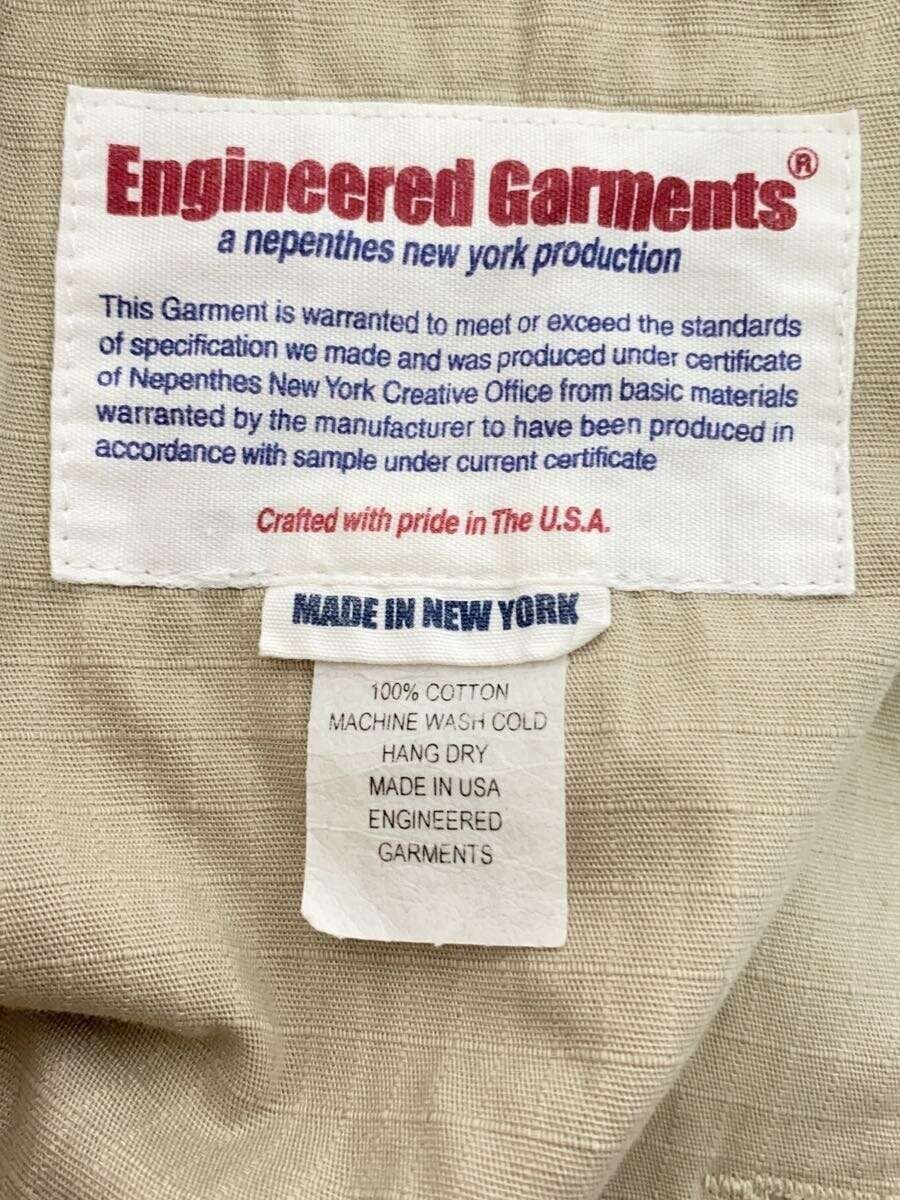 Engineered Garments®
a nepenthes new york production
This Garment is warranted to meet or exceed the standards
of specification we made and was produced under certificate
of Nepenthes New York Creative Office from basic materials
warranted by the manufacturer to have been produced in
accordance with sample under current certificate
Crafted with pride in The U.S.A.
MADE IN NEW YORK
100% COTTON
MACHINE WASH COLD
HANG DRY
MADE IN USA
ENGINEERED
GARMENTS